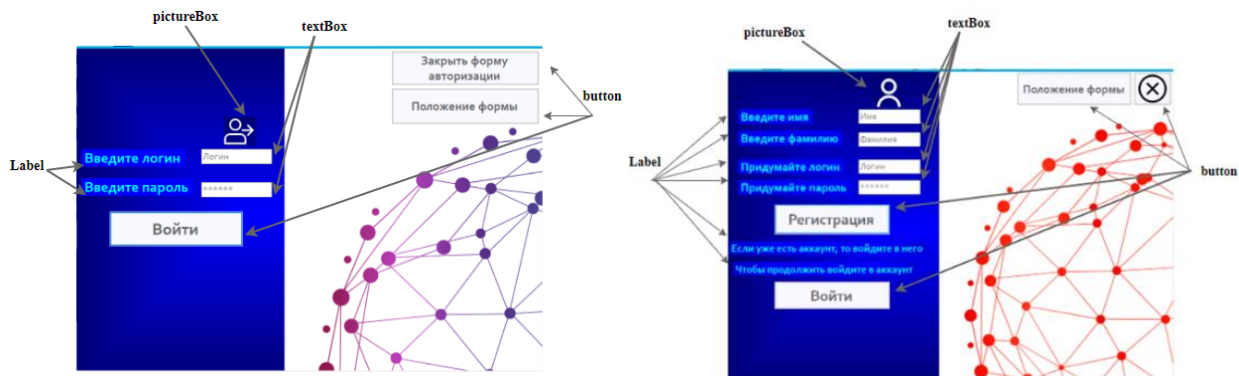 pictureBox
textBox
Закрыть форму
авторизации
Положение формы
button
Label
Введите логин
Логин
Введите пароль
******
Войти
pictureBox
textBox
Положение формы
Label
Введите имя
Имя
Введите фамилию
Фамилия
Придумайте логин
Логин
Придумайте пароль
******
button
Регистрация
Если уже есть аккаунт, то войдите в него
Чтобы продолжить войдите в аккаунт
Войти